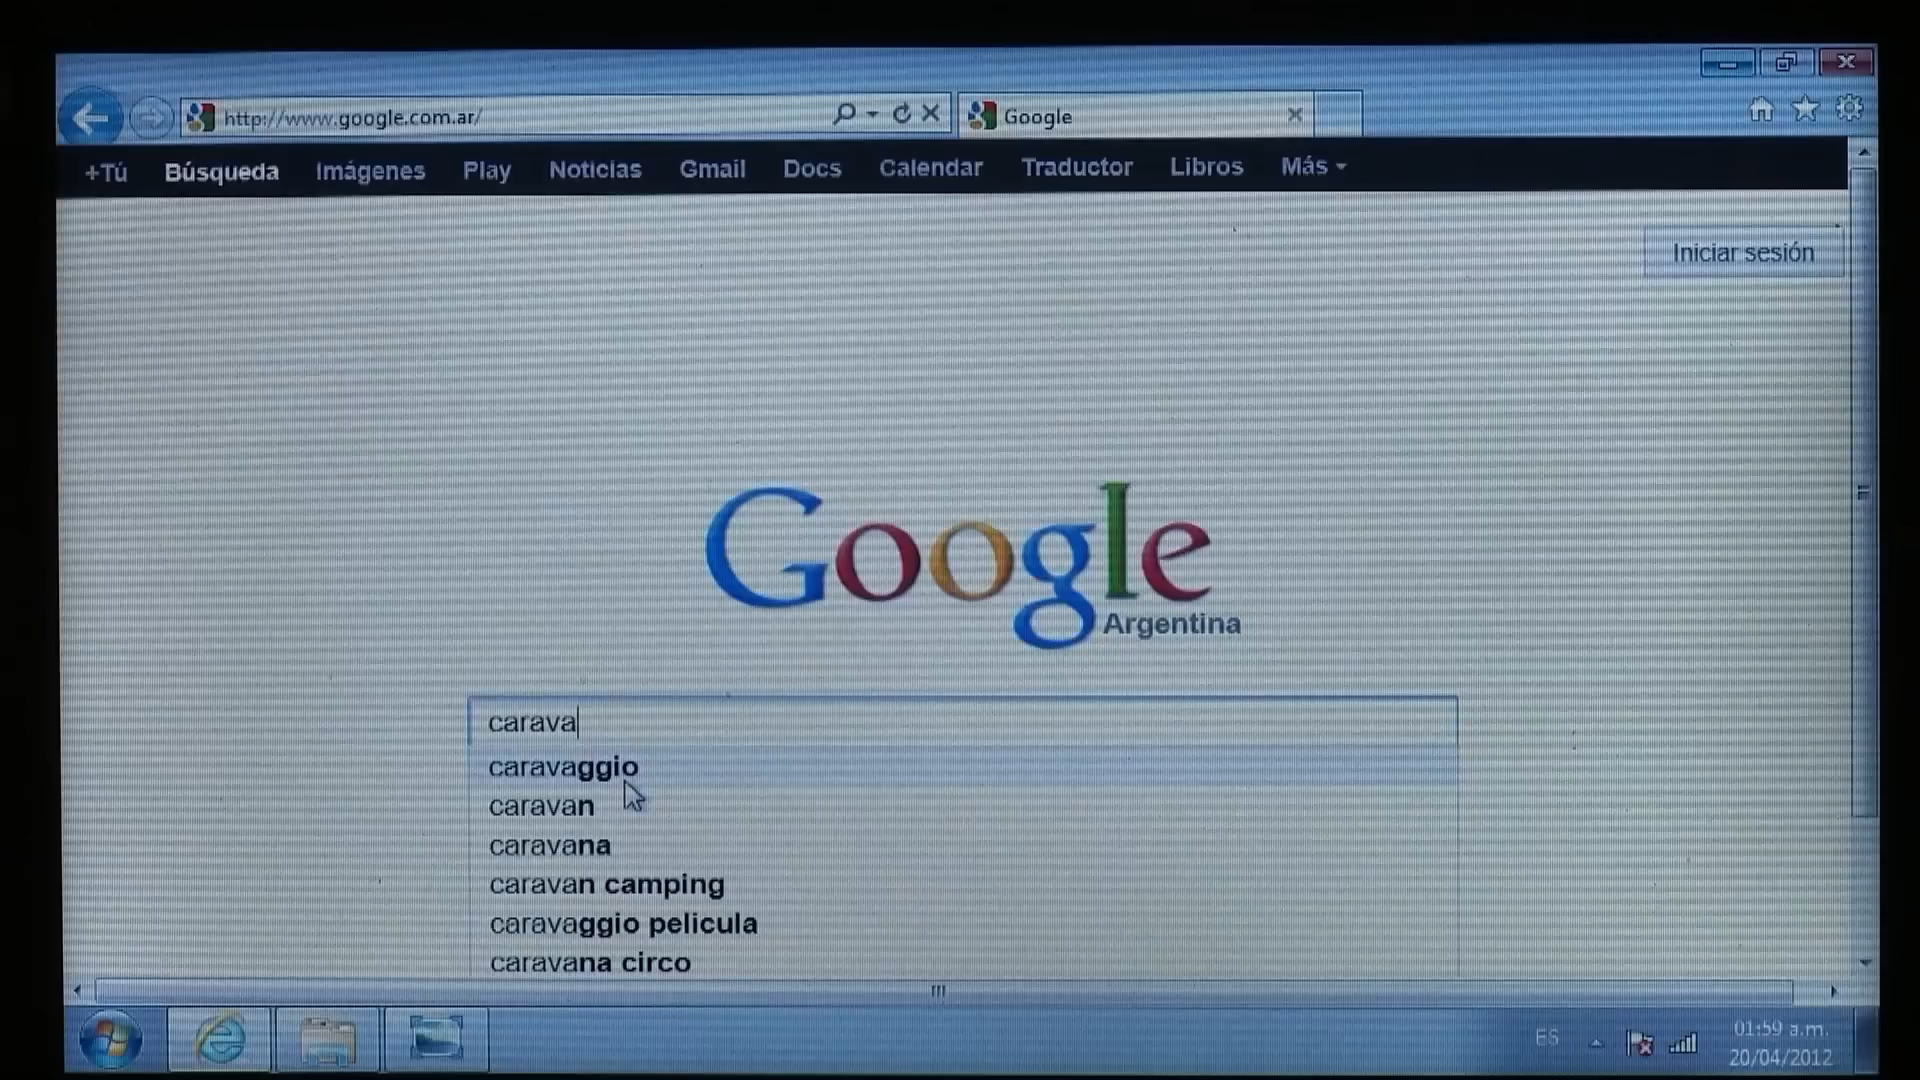 http://www.google.com.ar/
Google
+Tú Búsqueda Imágenes Play Noticias Gmail Docs Calendar Traductor Libros Más
Iniciar sesión
Google
Argentina
carava
caravaggio
caravan
caravana
caravan camping
caravaggio pelicula
caravana circo
ES
01:59 a.m.
20/04/2012